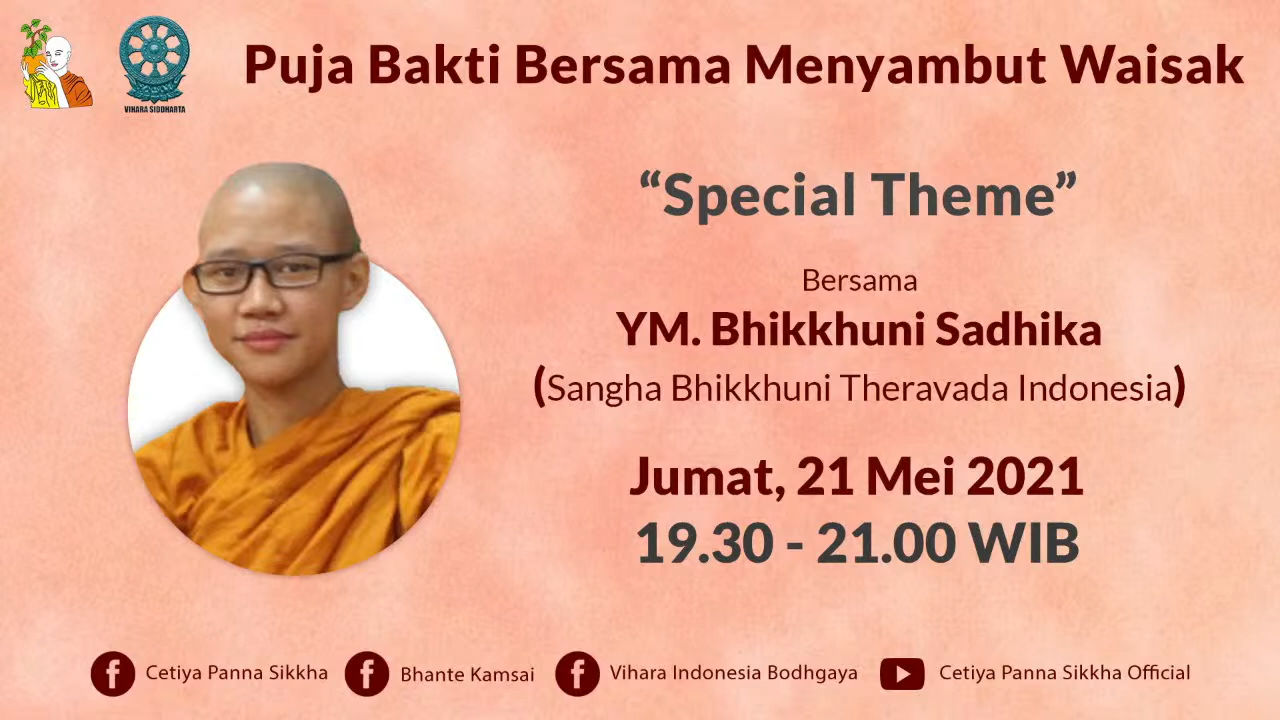 Puja Bakti Bersama Menyambut Waisak
VIHARA SIDDHARTA
“Special Theme”
Bersama
YM. Bhikkhuni Sadhika
(Sangha Bhikkhuni Theravada Indonesia)
Jumat, 21 Mei 2021
19.30 - 21.00 WIB
Cetiya Panna Sikkha
Bhante Kamsai
Vihara Indonesia Bodhgaya
Cetiya Panna Sikkha Official